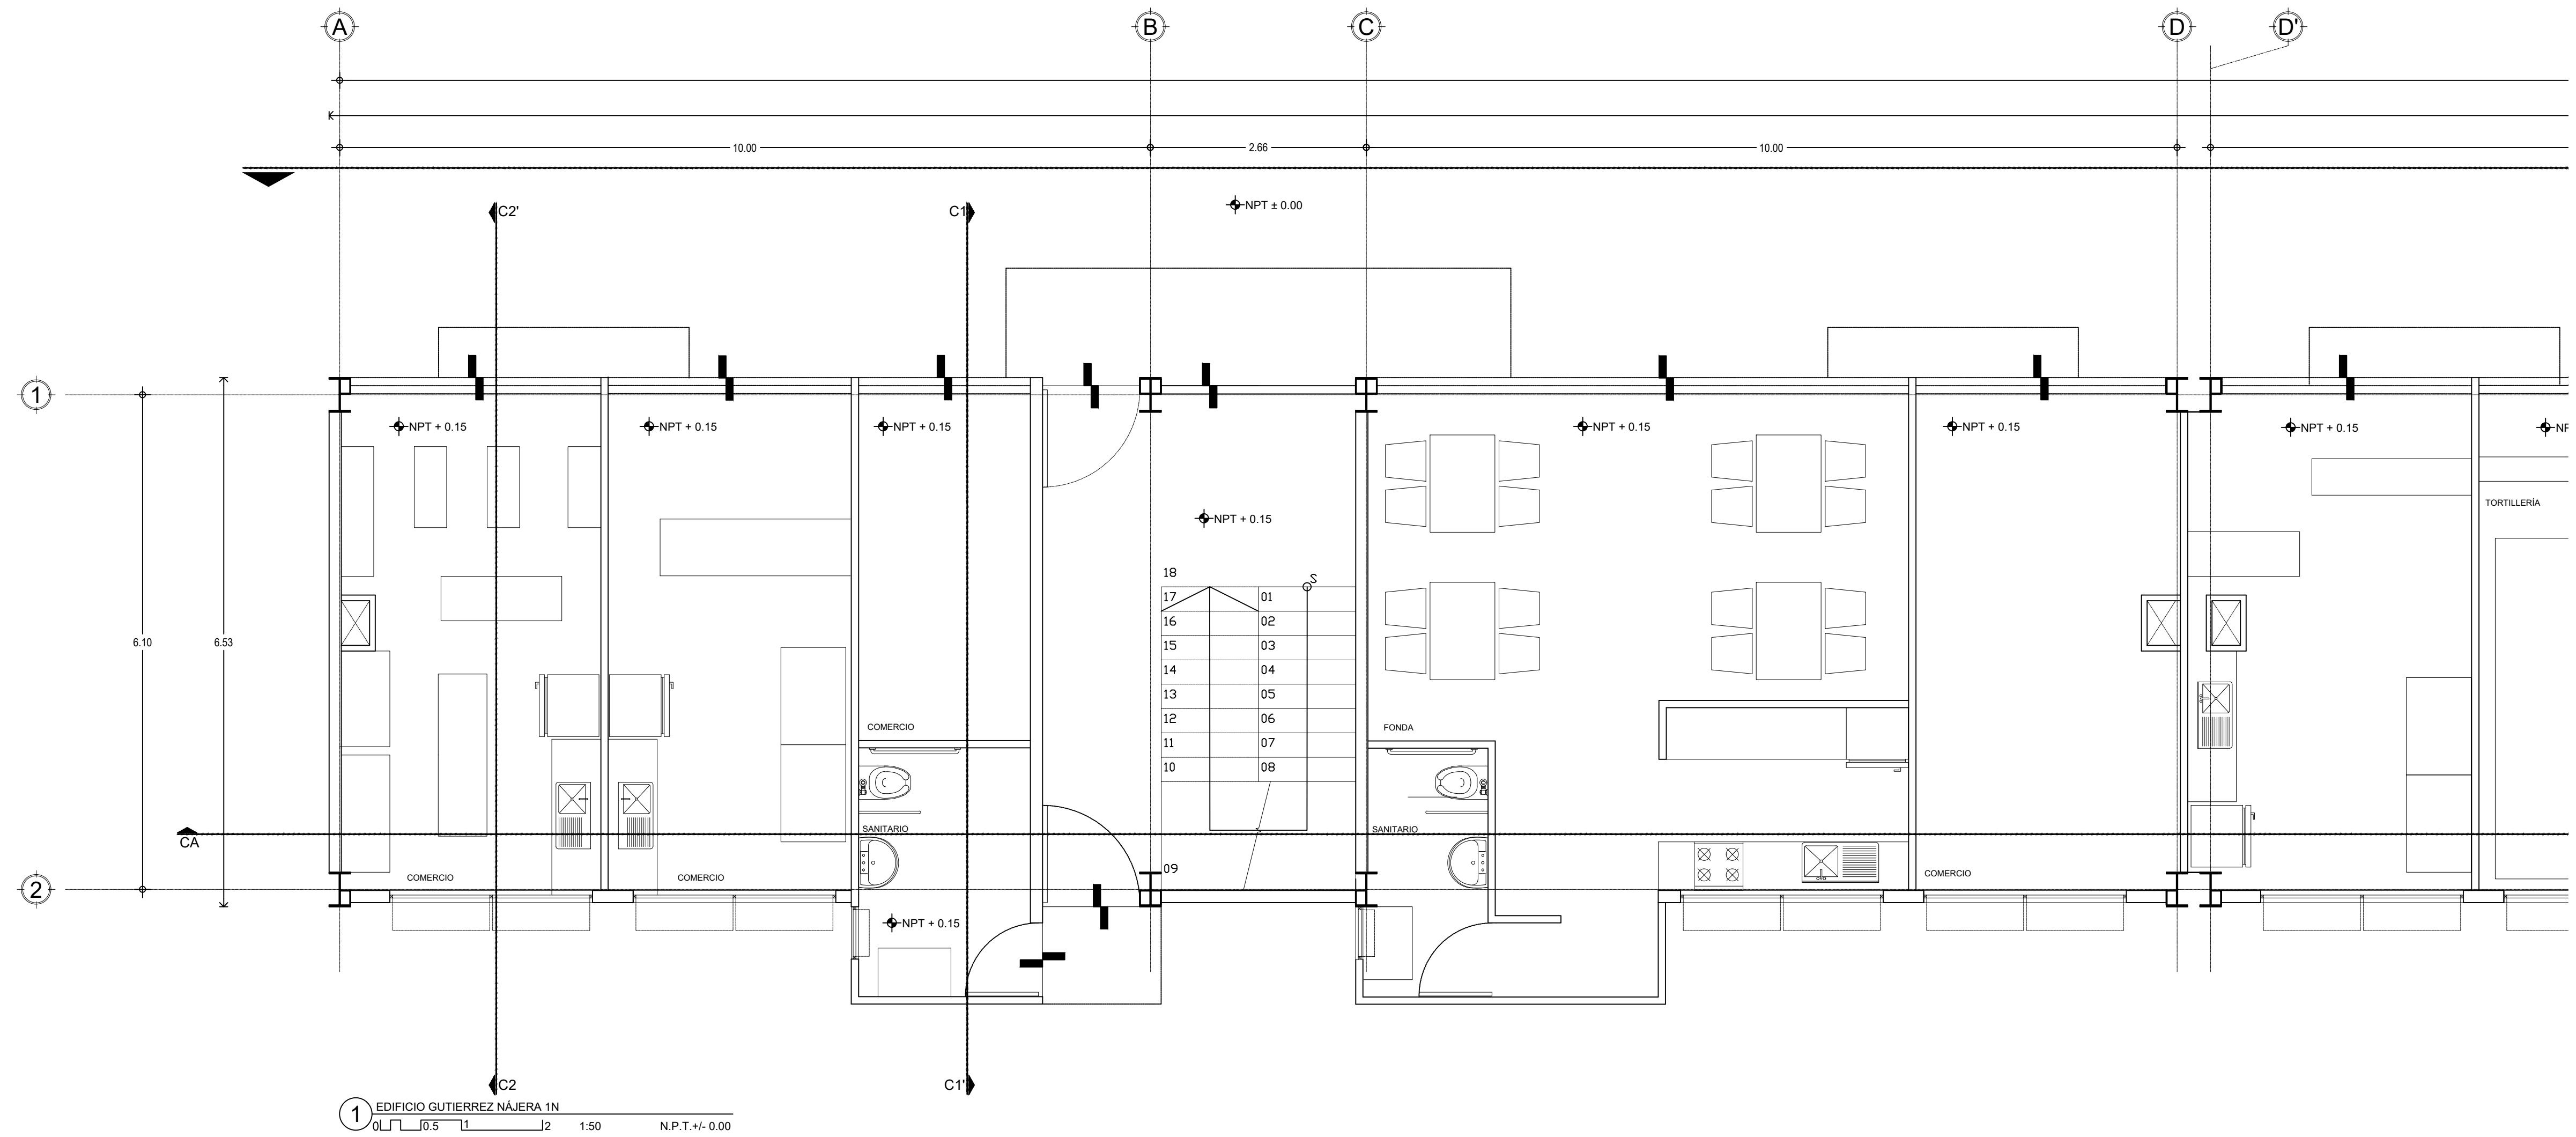 A B C D D'
10.00 2.66 10.00
C2' C1 NPT ± 0.00
1
NPT + 0.15 NPT + 0.15 NPT + 0.15 NPT + 0.15 NPT + 0.15 NPT + 0.15 NP
TORTILLERÍA
NPT + 0.15
18 S
17 01
16 02
6.10 6.53 15 03
14 04
13 05
12 06
COMERCIO FONDA
11 07
10 08
SANITARIO SANITARIO
CA
09
COMERCIO COMERCIO COMERCIO
2
NPT + 0.15
C2 C1'
1 EDIFICIO GUTIERREZ NÁJERA 1N
0 0.5 1 2 1:50 N.P.T.+/- 0.00